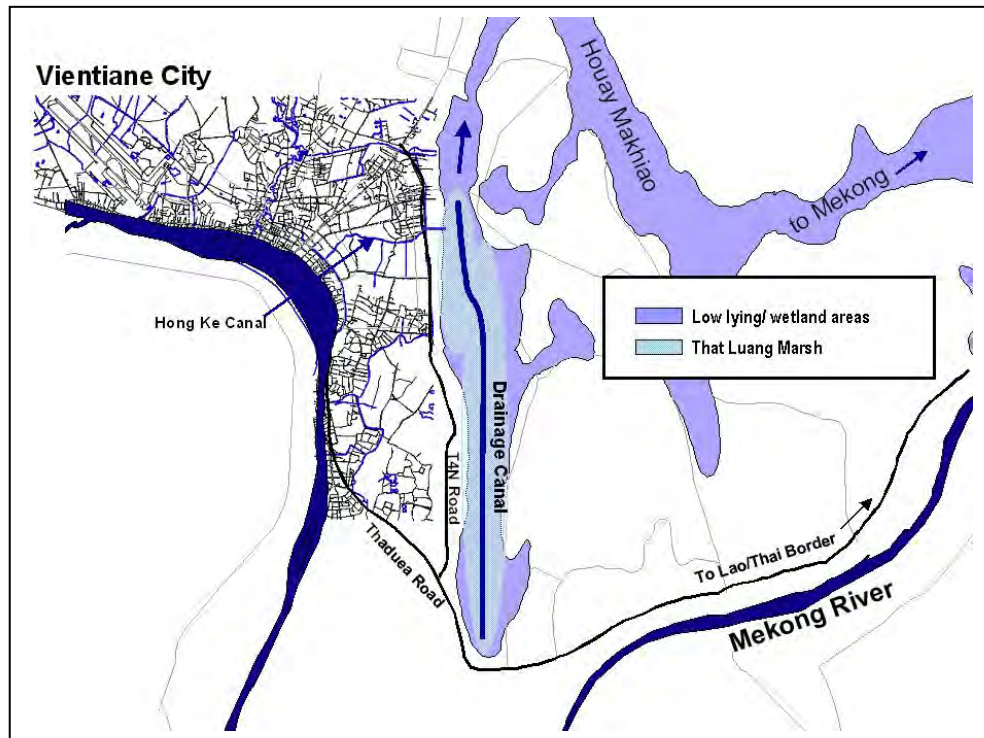 Vientiane City
Houay Makhiao
to Mekong
Hong Ke Canal
Low lying/ wetland areas
That Luang Marsh
Drainage Canal
T4N Road
Thaduea Road
To Lao/Thai Border
Mekong River